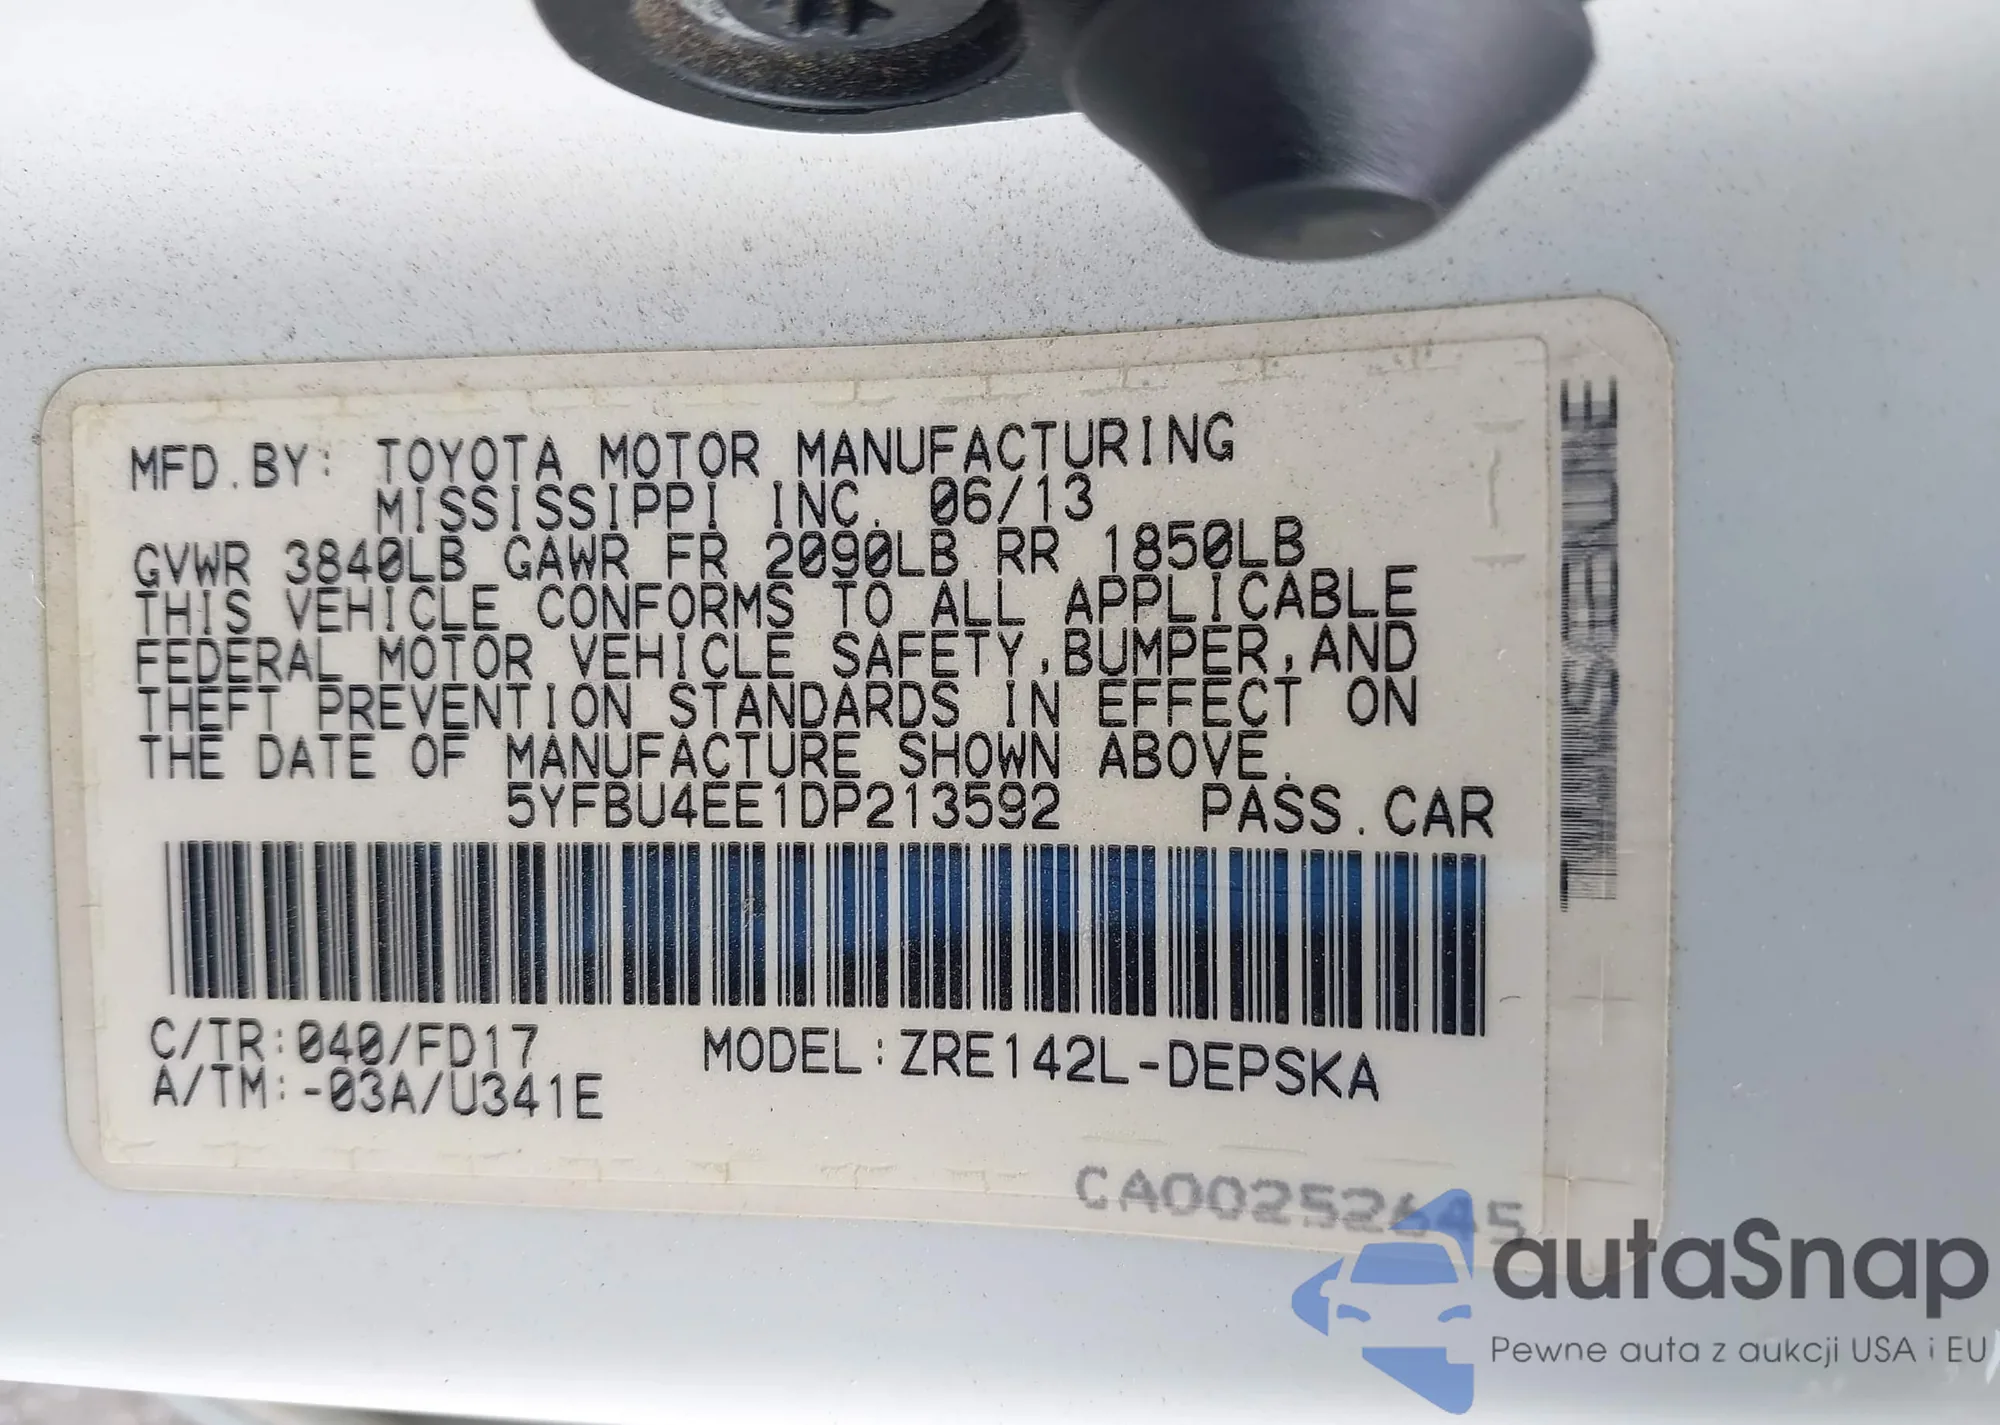 MFD.BY: TOYOTA MOTOR MANUFACTURING
MISSISSIPPI INC. 06/13
GVWR 3840LB GAWR FR 2090LB RR 1850LB
THIS VEHICLE CONFORMS TO ALL APPLICABLE
FEDERAL MOTOR VEHICLE SAFETY,BUMPER,AND
THEFT PREVENTION STANDARDS IN EFFECT ON
THE DATE OF MANUFACTURE SHOWN ABOVE.
5YFBU4EE1DP213592 PASS.CAR
C/TR:040/FD17 MODEL:ZRE142L-DEPSKA
A/TM:-03A/U341E
CA00252645
autaSnap
Pewne auta z aukcji USA i EU